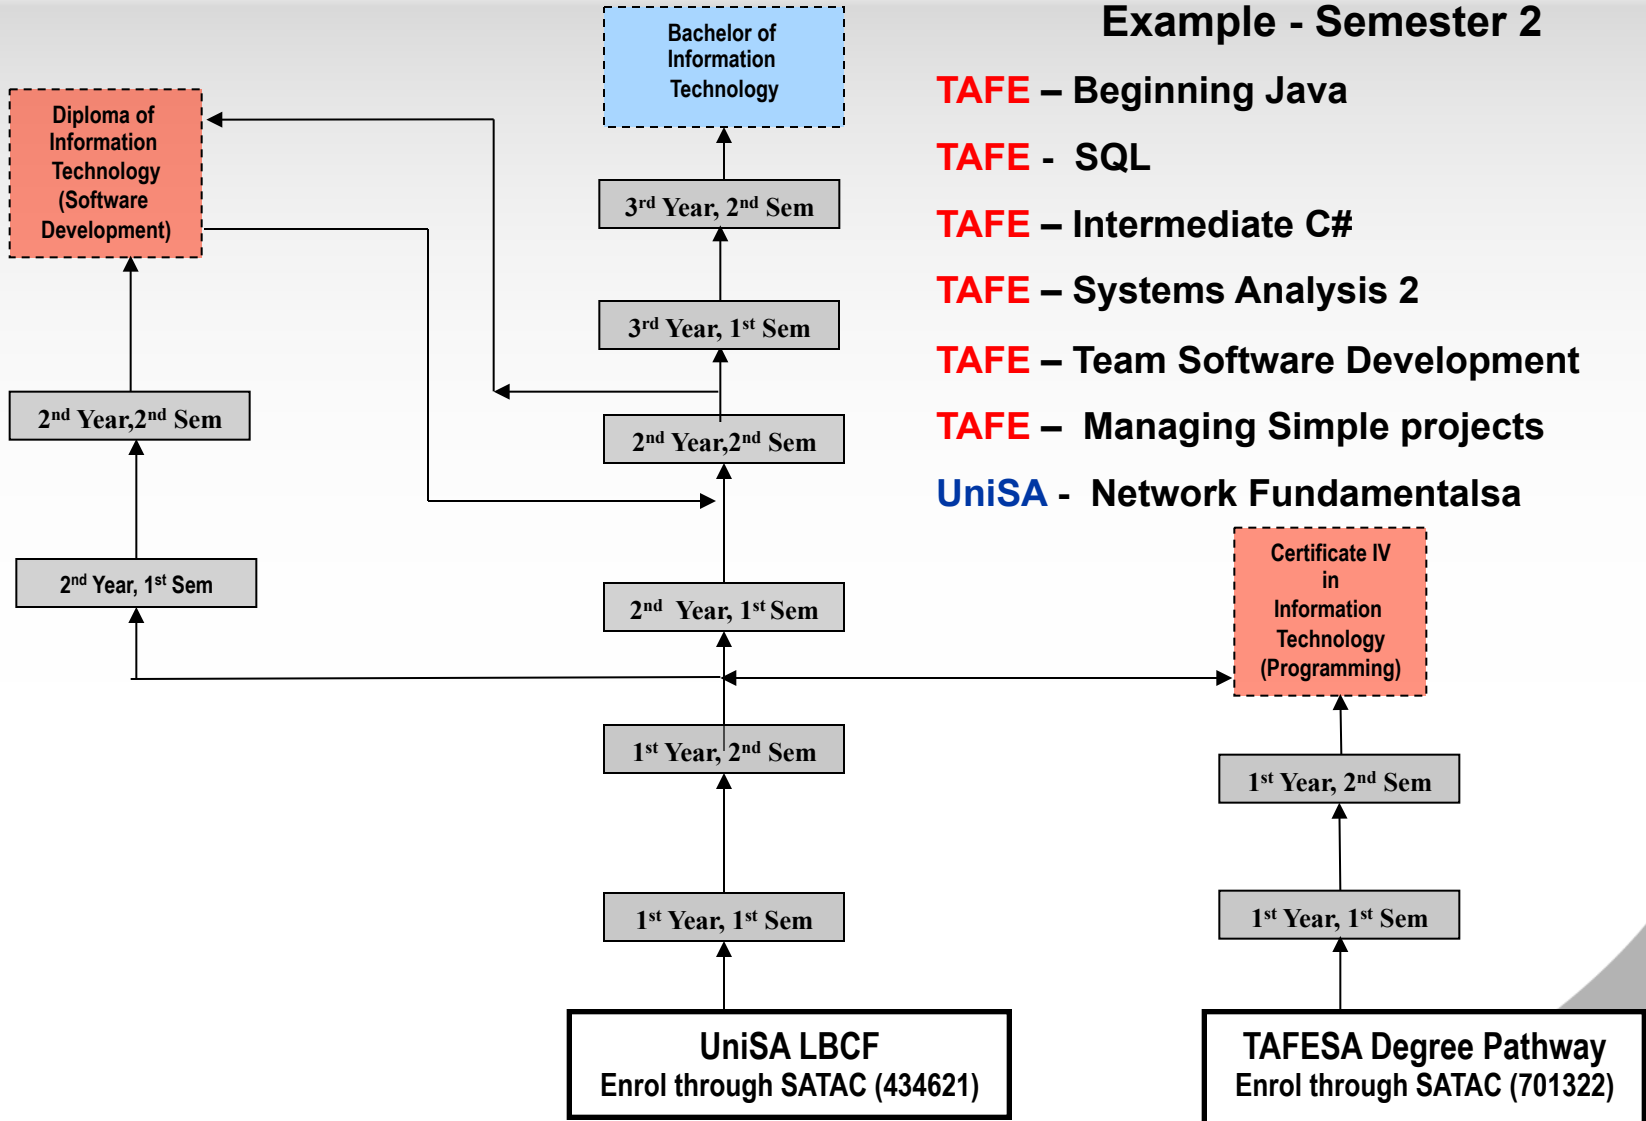 Example - Semester 2
TAFE – Beginning Java
TAFE - SQL
TAFE – Intermediate C#
TAFE – Systems Analysis 2
TAFE – Team Software Development
TAFE – Managing Simple projects
UniSA - Network Fundamentalsa
Bachelor of
Information
Technology
Diploma of
Information
Technology
(Software
Development)
3rd Year, 2nd Sem
3rd Year, 1st Sem
2nd Year,2nd Sem
2nd Year,2nd Sem
2nd Year, 1st Sem
2nd Year, 1st Sem
Certificate IV
in
Information
Technology
(Programming)
1st Year, 2nd Sem
1st Year, 2nd Sem
1st Year, 1st Sem
1st Year, 1st Sem
UniSA LBCF
Enrol through SATAC (434621)
TAFESA Degree Pathway
Enrol through SATAC (701322)